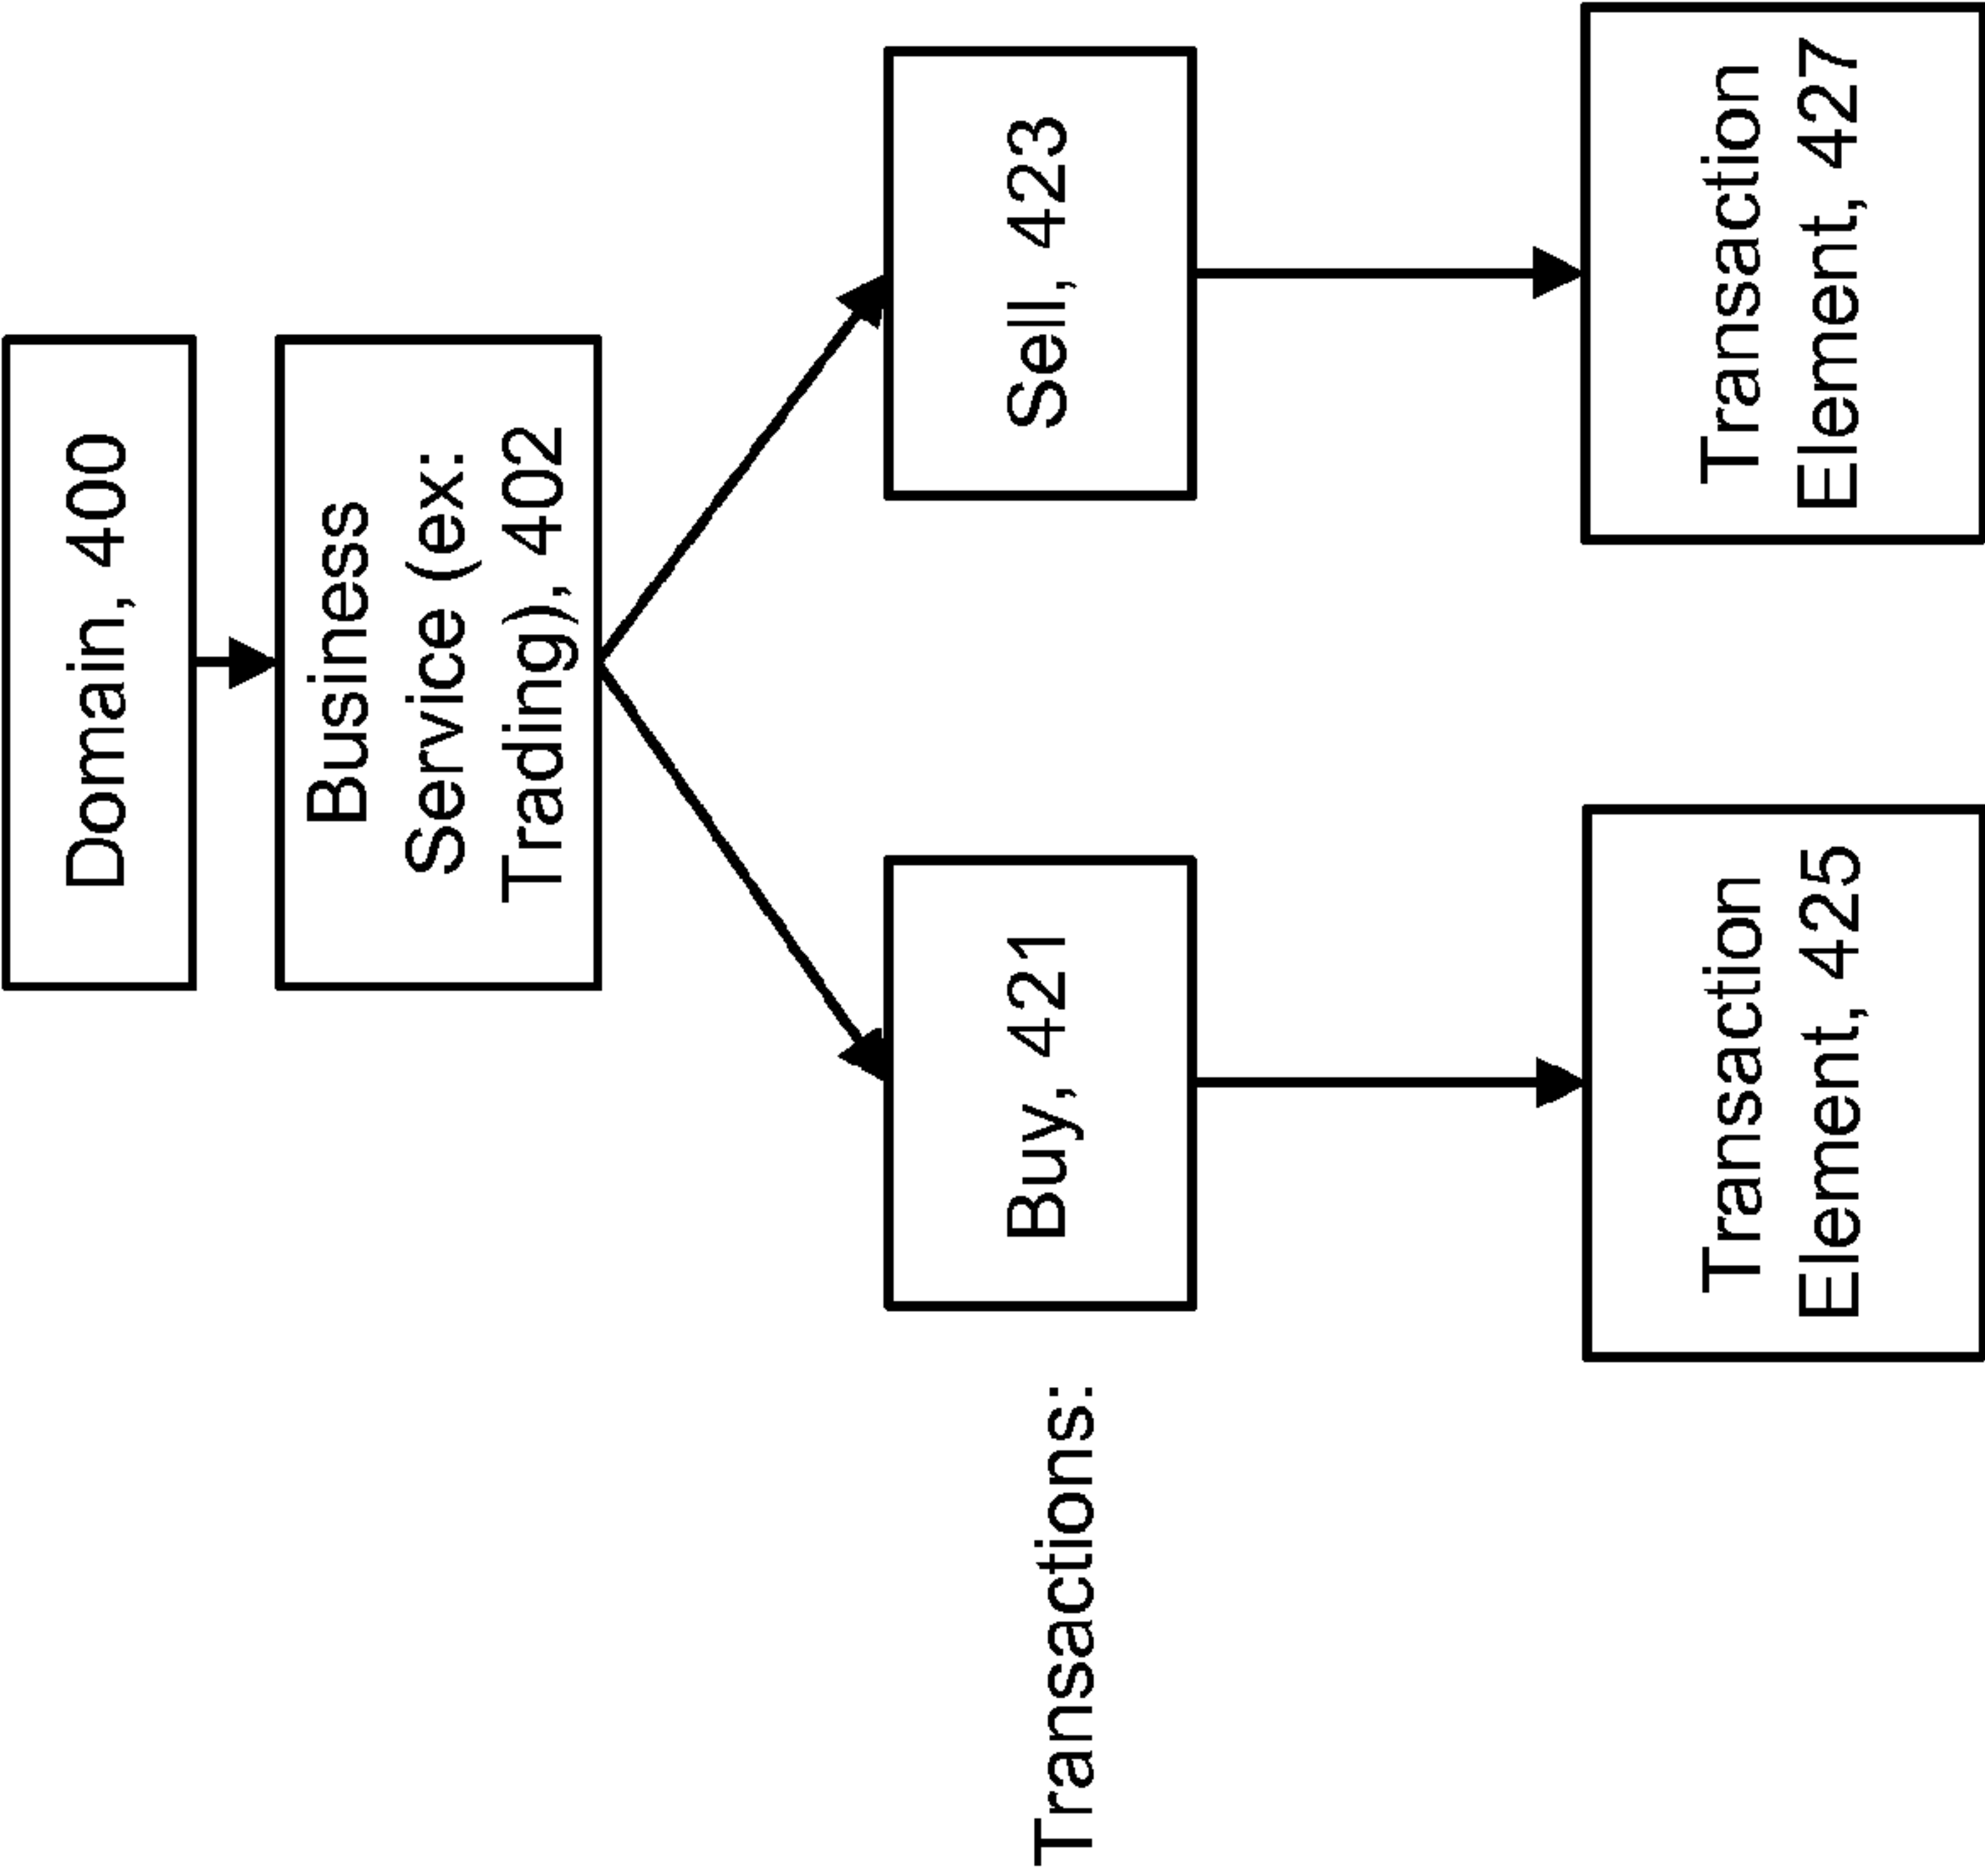 Domain, 400
Business
Service (ex:
Trading), 402
Transactions:
Buy, 421
Sell, 423
Transaction
Element, 425
Transaction
Element, 427